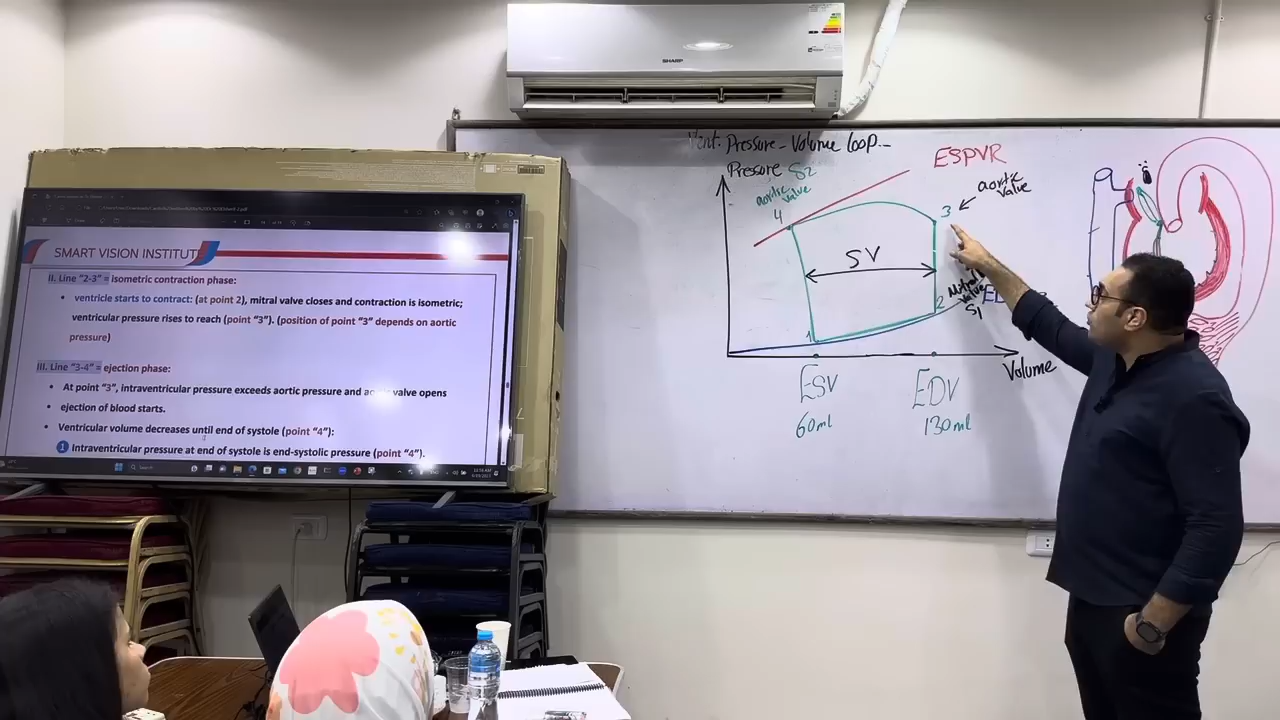 SHARP
SMART VISION INSTITUT
II. Line "2-3" = isometric contraction phase:
• ventricle starts to contract: (at point 2), mitral valve closes and contraction is isometric;
ventricular pressure rises to reach (point "3"). (position of point "3" depends on aortic
pressure)
III. Line "3-4" = ejection phase:
• At point "3", intraventricular pressure exceeds aortic pressure and valve opens
• ejection of blood starts.
• Ventricular volume decreases until end of systole (point "4"):
1 Intraventricular pressure at end of systole is end-systolic pressure (point "4").
Search
Vent. Pressure - Volume loop
Pressure S2
aortic
valve
4
ESPVR
3
aortic
valve
SV
1
2
Mitral
valve
S1
Volume
ESV
60ml
EDV
130ml